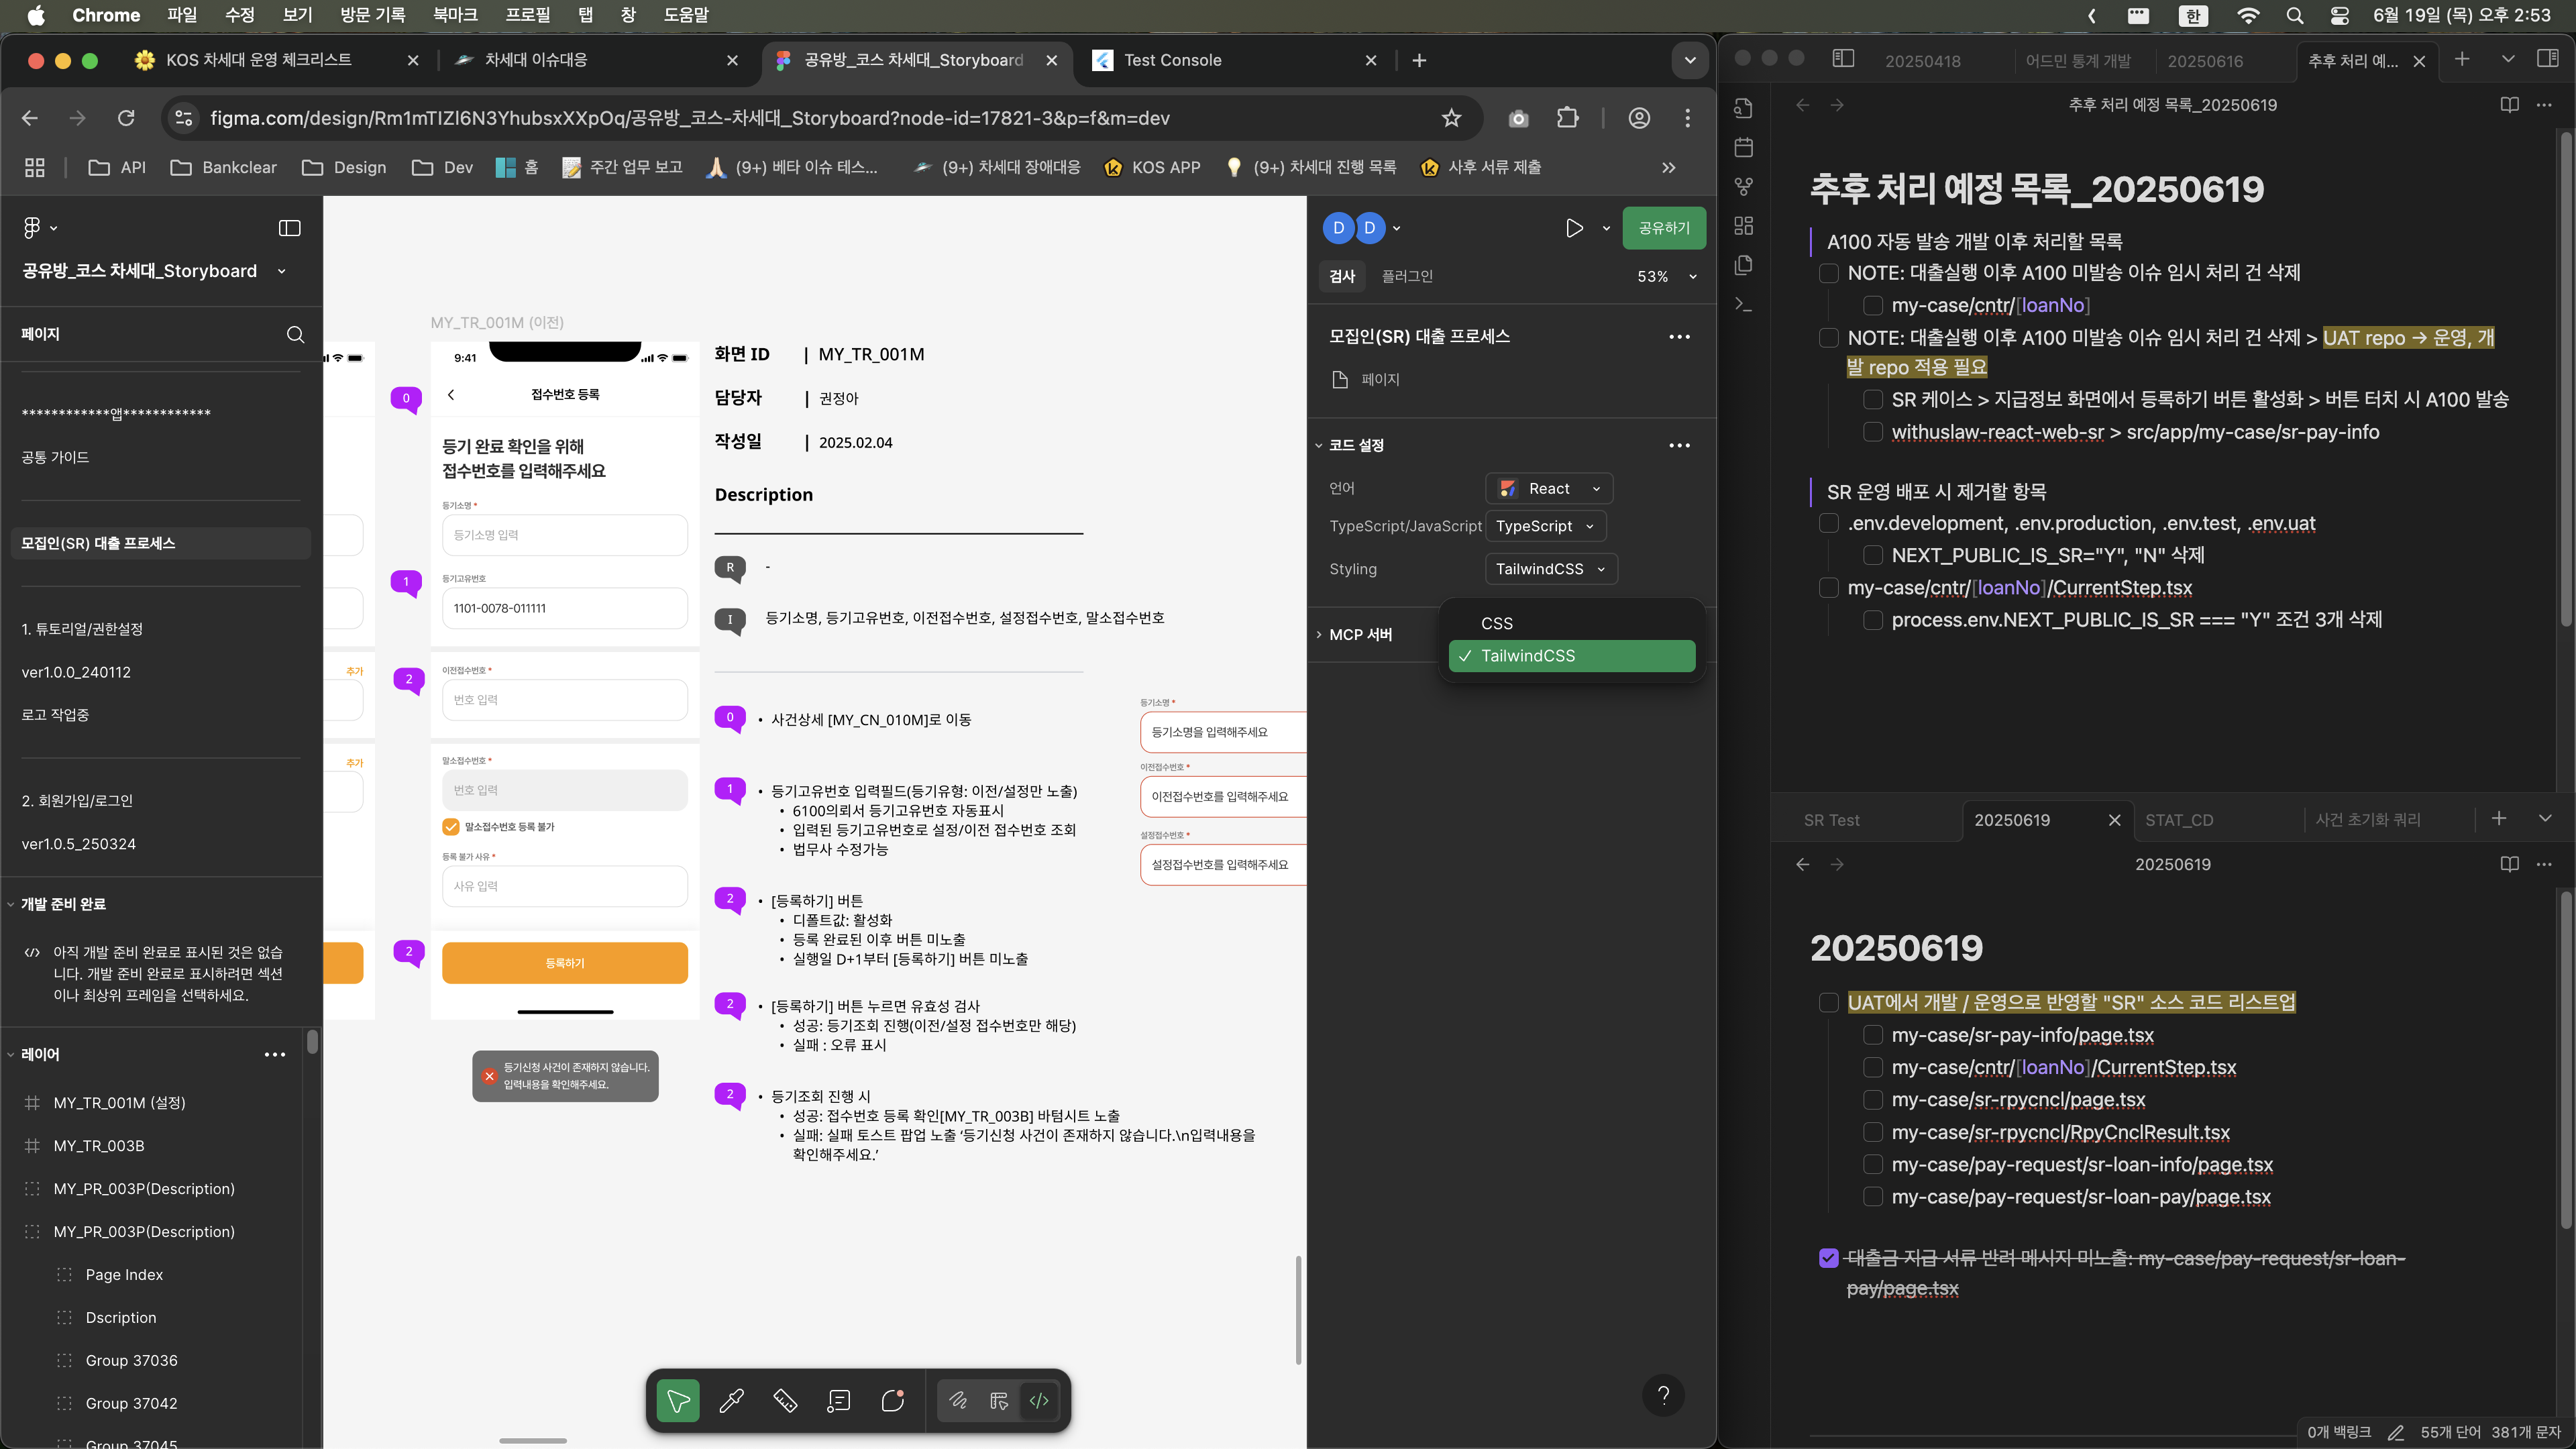 Chrome 파일 수정 보기 방문 기록 북마크 프로필 탭 창 도움말
한 6월 19일 (목) 오후 2:53
KOS 차세대 운영 체크리스트
차세대 이슈대응
공유방_코스 차세대_Storyboard
Test Console
figma.com/design/Rm1mTIZl6N3YhubsxXXpOq/공유방_코스-차세대_Storyboard?node-id=17821-3&p=f&m=dev
API Bankclear Design Dev 홈 주간 업무 보고 (9+) 베타 이슈 테스... (9+) 차세대 장애대응 KOS APP (9+) 차세대 진행 목록 사후 서류 제출
공유방_코스 차세대_Storyboard
페이지
************앱************
공통 가이드
모집인(SR) 대출 프로세스
1. 튜토리얼/권한설정
ver1.0.0_240112
로고 작업중
2. 회원가입/로그인
ver1.0.5_250324
개발 준비 완료
아직 개발 준비 완료로 표시된 것은 없습
니다. 개발 준비 완료로 표시하려면 섹션
이나 최상위 프레임을 선택하세요.
레이어
MY_TR_001M (설정)
MY_TR_003B
MY_PR_003P(Description)
MY_PR_003P(Description)
Page Index
Dscription
Group 37036
Group 37042
Group 37045
추가
추가
MY_TR_001M (이전)
9:41
접수번호 등록
등기 완료 확인을 위해
접수번호를 입력해주세요
등기소명 *
등기소명 입력
등기고유번호
1101-0078-011111
이전접수번호 *
번호 입력
말소접수번호 *
번호 입력
말소접수번호 등록 불가
등록 불가 사유 *
사유 입력
등록하기
등기신청 사건이 존재하지 않습니다.
입력내용을 확인해주세요.
0
1
2
2
화면 ID | MY_TR_001M
담당자 | 권정아
작성일 | 2025.02.04
Description
R -
I 등기소명, 등기고유번호, 이전접수번호, 설정접수번호, 말소접수번호
0 • 사건상세 [MY_CN_010M]로 이동
1 • 등기고유번호 입력필드(등기유형: 이전/설정만 노출)
• 6100의뢰서 등기고유번호 자동표시
• 입력된 등기고유번호로 설정/이전 접수번호 조회
• 법무사 수정가능
2 • [등록하기] 버튼
• 디폴트값: 활성화
• 등록 완료된 이후 버튼 미노출
• 실행일 D+1부터 [등록하기] 버튼 미노출
2 • [등록하기] 버튼 누르면 유효성 검사
• 성공: 등기조회 진행(이전/설정 접수번호만 해당)
• 실패 : 오류 표시
2 • 등기조회 진행 시
• 성공: 접수번호 등록 확인[MY_TR_003B] 바텀시트 노출
• 실패: 실패 토스트 팝업 노출 ‘등기신청 사건이 존재하지 않습니다.\n입력내용을
확인해주세요.’
등기소명 *
등기소명을 입력해주세요
이전접수번호 *
이전접수번호를 입력해주세요
설정접수번호 *
설정접수번호를 입력해주세요
D D
공유하기
검사 플러그인 53%
모집인(SR) 대출 프로세스
페이지
코드 설정
언어 React
TypeScript/JavaScript TypeScript
Styling TailwindCSS
CSS
TailwindCSS
MCP 서버
?
20250418 어드민 통계 개발 20250616 추후 처리 예...
추후 처리 예정 목록_20250619
추후 처리 예정 목록_20250619
A100 자동 발송 개발 이후 처리할 목록
NOTE: 대출실행 이후 A100 미발송 이슈 임시 처리 건 삭제
my-case/cntr/[loanNo]
NOTE: 대출실행 이후 A100 미발송 이슈 임시 처리 건 삭제 > UAT repo → 운영, 개
발 repo 적용 필요
SR 케이스 > 지급정보 화면에서 등록하기 버튼 활성화 > 버튼 터치 시 A100 발송
withuslaw-react-web-sr > src/app/my-case/sr-pay-info
SR 운영 배포 시 제거할 항목
.env.development, .env.production, .env.test, .env.uat
NEXT_PUBLIC_IS_SR="Y", "N" 삭제
my-case/cntr/[loanNo]/CurrentStep.tsx
process.env.NEXT_PUBLIC_IS_SR === "Y" 조건 3개 삭제
SR Test 20250619 STAT_CD 사건 초기화 쿼리
20250619
20250619
UAT에서 개발 / 운영으로 반영할 "SR" 소스 코드 리스트업
my-case/sr-pay-info/page.tsx
my-case/cntr/[loanNo]/CurrentStep.tsx
my-case/sr-rpycncl/page.tsx
my-case/sr-rpycncl/RpyCnclResult.tsx
my-case/pay-request/sr-loan-info/page.tsx
my-case/pay-request/sr-loan-pay/page.tsx
대출금 지급 서류 반려 메시지 미노출: my-case/pay-request/sr-loan-
pay/page.tsx
0개 백링크 55개 단어 381개 문자